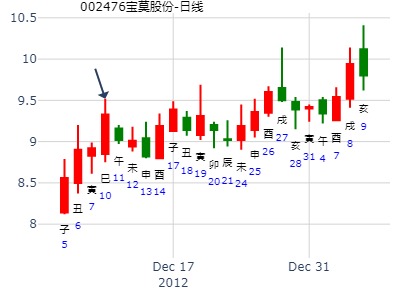 002476宝莫股份-日线
10.5
10
9.5
9
8.5
8
子
5
丑
6
寅
7
巳
10
午
11
未
12
申
13
酉
14
子
17
丑
18
寅
19
卯
20
辰
21
未
24
申
25
酉
26
戌
27
亥
28
寅
31
午
4
酉
7
戌
8
亥
9
Dec 17
2012
Dec 31